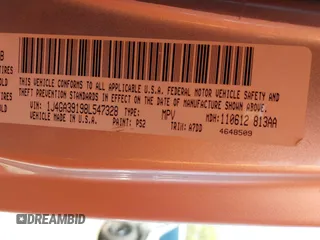 THIS VEHICLE CONFORMS TO ALL APPLICABLE U.S.A. FEDERAL MOTOR VEHICLE SAFETY AND
THEFT PREVENTION STANDARDS IN EFFECT ON THE DATE OF MANUFACTURE SHOWN ABOVE.
V.I.N.: 1J4GA39198L547328 TYPE: MPV MDH: 110612 813AA
VEHICLE MADE IN U.S.A. PAINT: PS2 TRIM: A7DD 4648509
DREAMBID